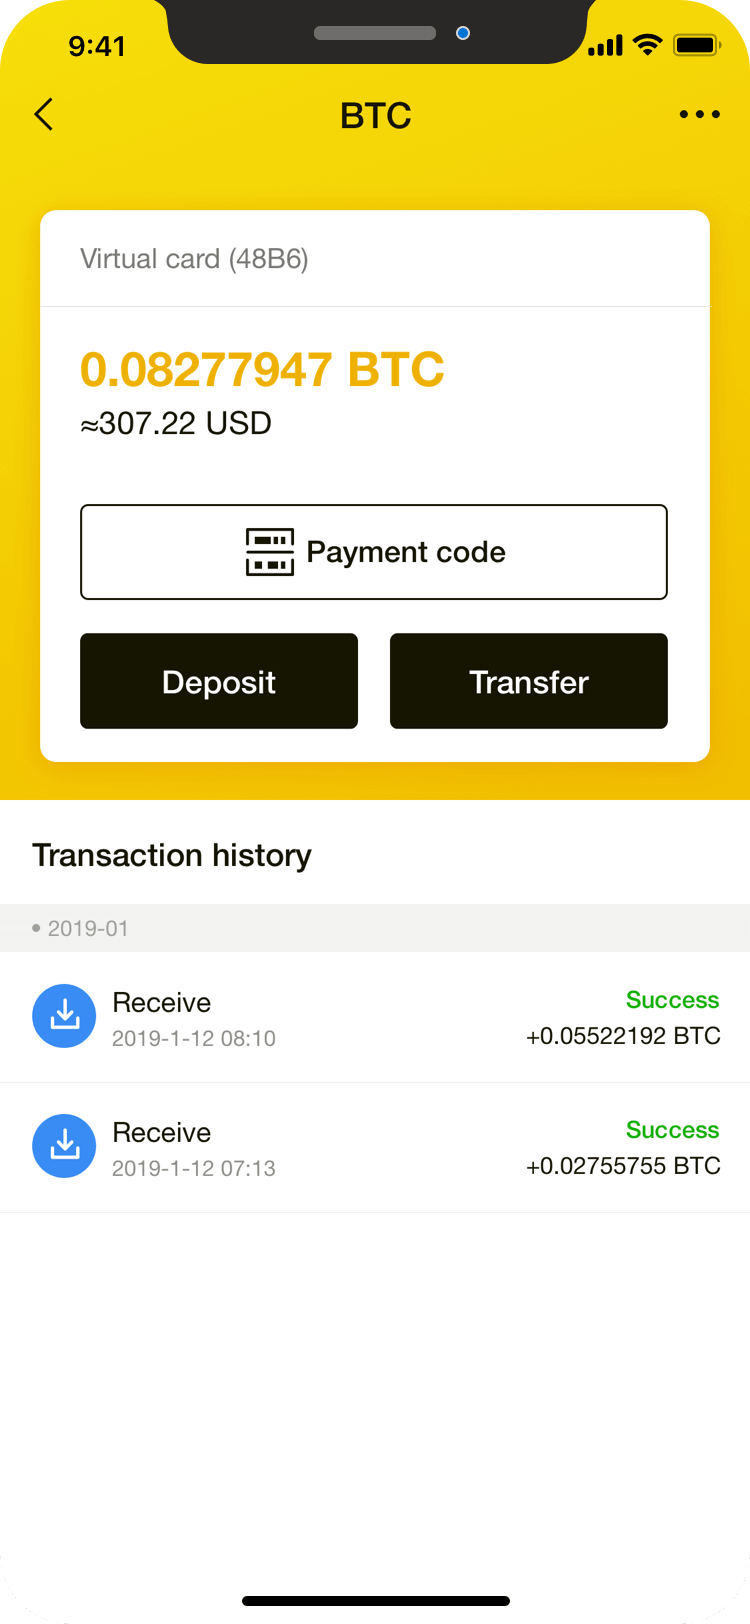 9:41
BTC
Virtual card (48B6)
0.08277947 BTC
≈307.22 USD
Payment code
Deposit
Transfer
Transaction history
• 2019-01
Receive
Success
2019-1-12 08:10
+0.05522192 BTC
Receive
Success
2019-1-12 07:13
+0.02755755 BTC